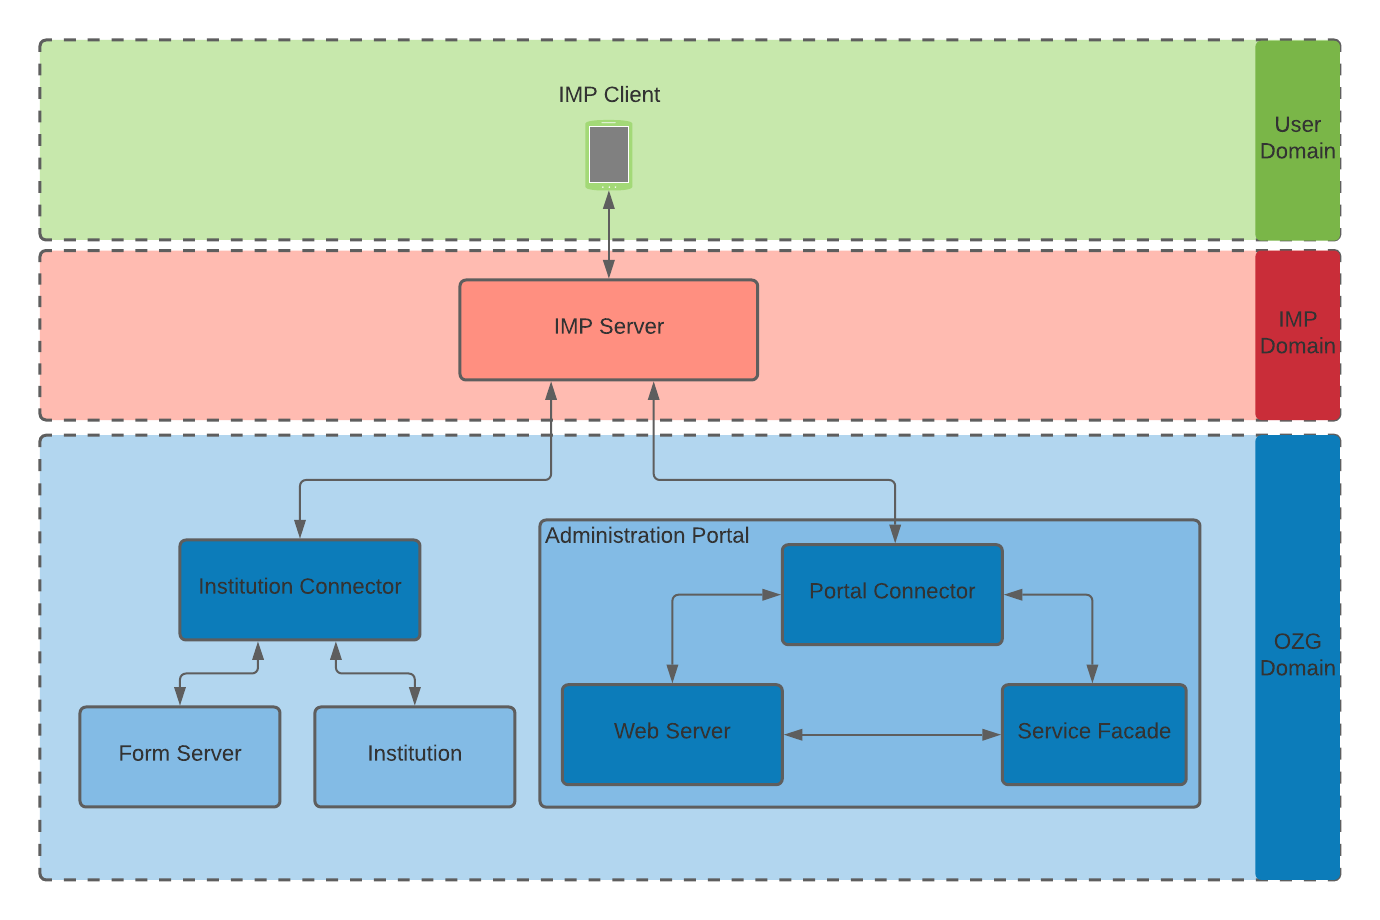 IMP Client
User
Domain
IMP Server
IMP
Domain
Administration Portal
Institution Connector
Portal Connector
OZG
Domain
Form Server
Institution
Web Server
Service Facade